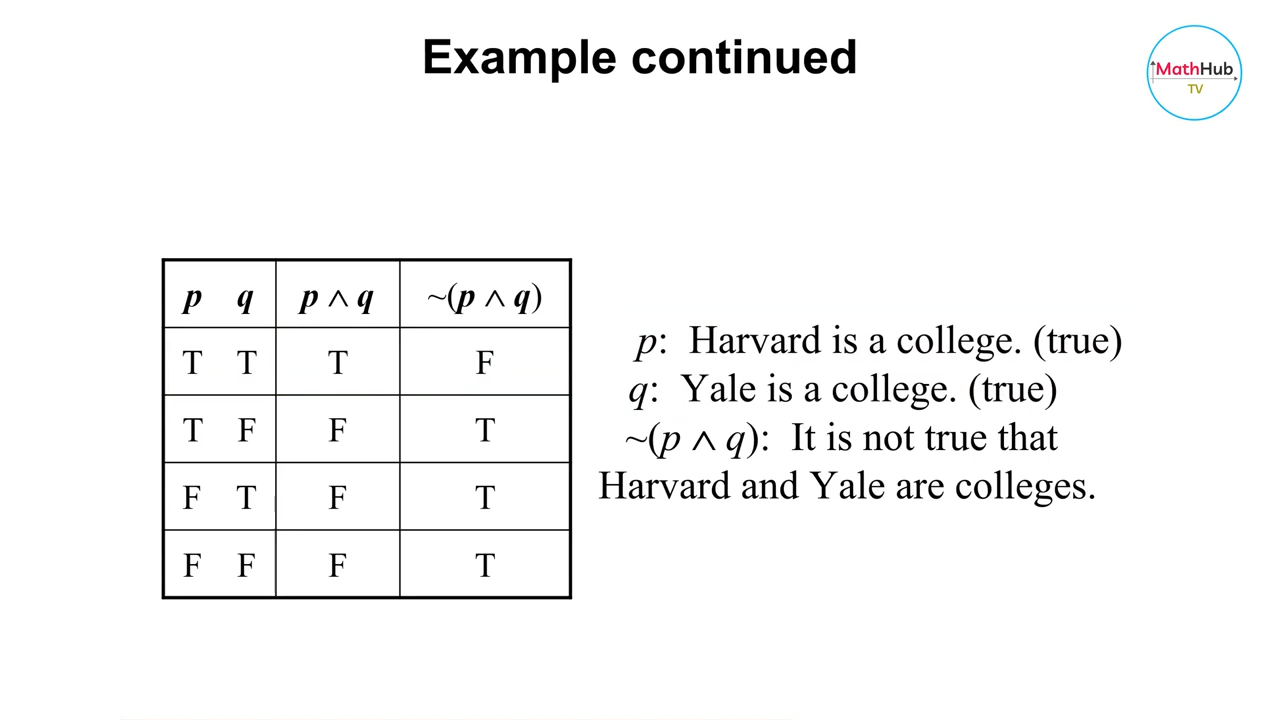 Example continued
MathHub
TV
p q p ∧ q ~(p ∧ q)
T T T F
T F F T
F T F T
F F F T
p: Harvard is a college. (true)
q: Yale is a college. (true)
~(p ∧ q): It is not true that
Harvard and Yale are colleges.